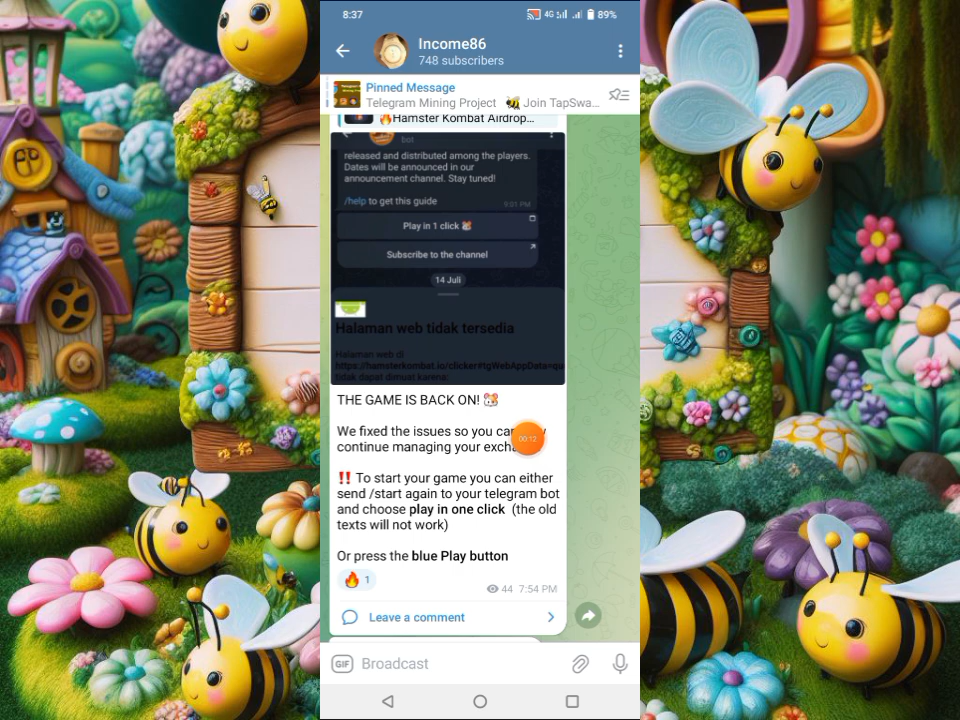 8:37
4G
89%
Income86
748 subscribers
Pinned Message
Telegram Mining Project 🐝 Join TapSwa...
🔥Hamster Kombat Airdrop...
bot
released and distributed among the players.
Dates will be announced in our
announcement channel. Stay tuned!
/help to get this guide
9:01 PM
Play in 1 click 🐹
Subscribe to the channel
14 Juli
Halaman web tidak tersedia
Halaman web di
https://hamsterkombat.io/clicker#tgWebAppData=qu
tidak dapat dimuat karena:
THE GAME IS BACK ON! 🐹
We fixed the issues so you can
continue managing your excha
00:12
‼️ To start your game you can either
send /start again to your telegram bot
and choose play in one click (the old
texts will not work)
Or press the blue Play button
🔥 1
44 7:54 PM
Leave a comment
GIF Broadcast